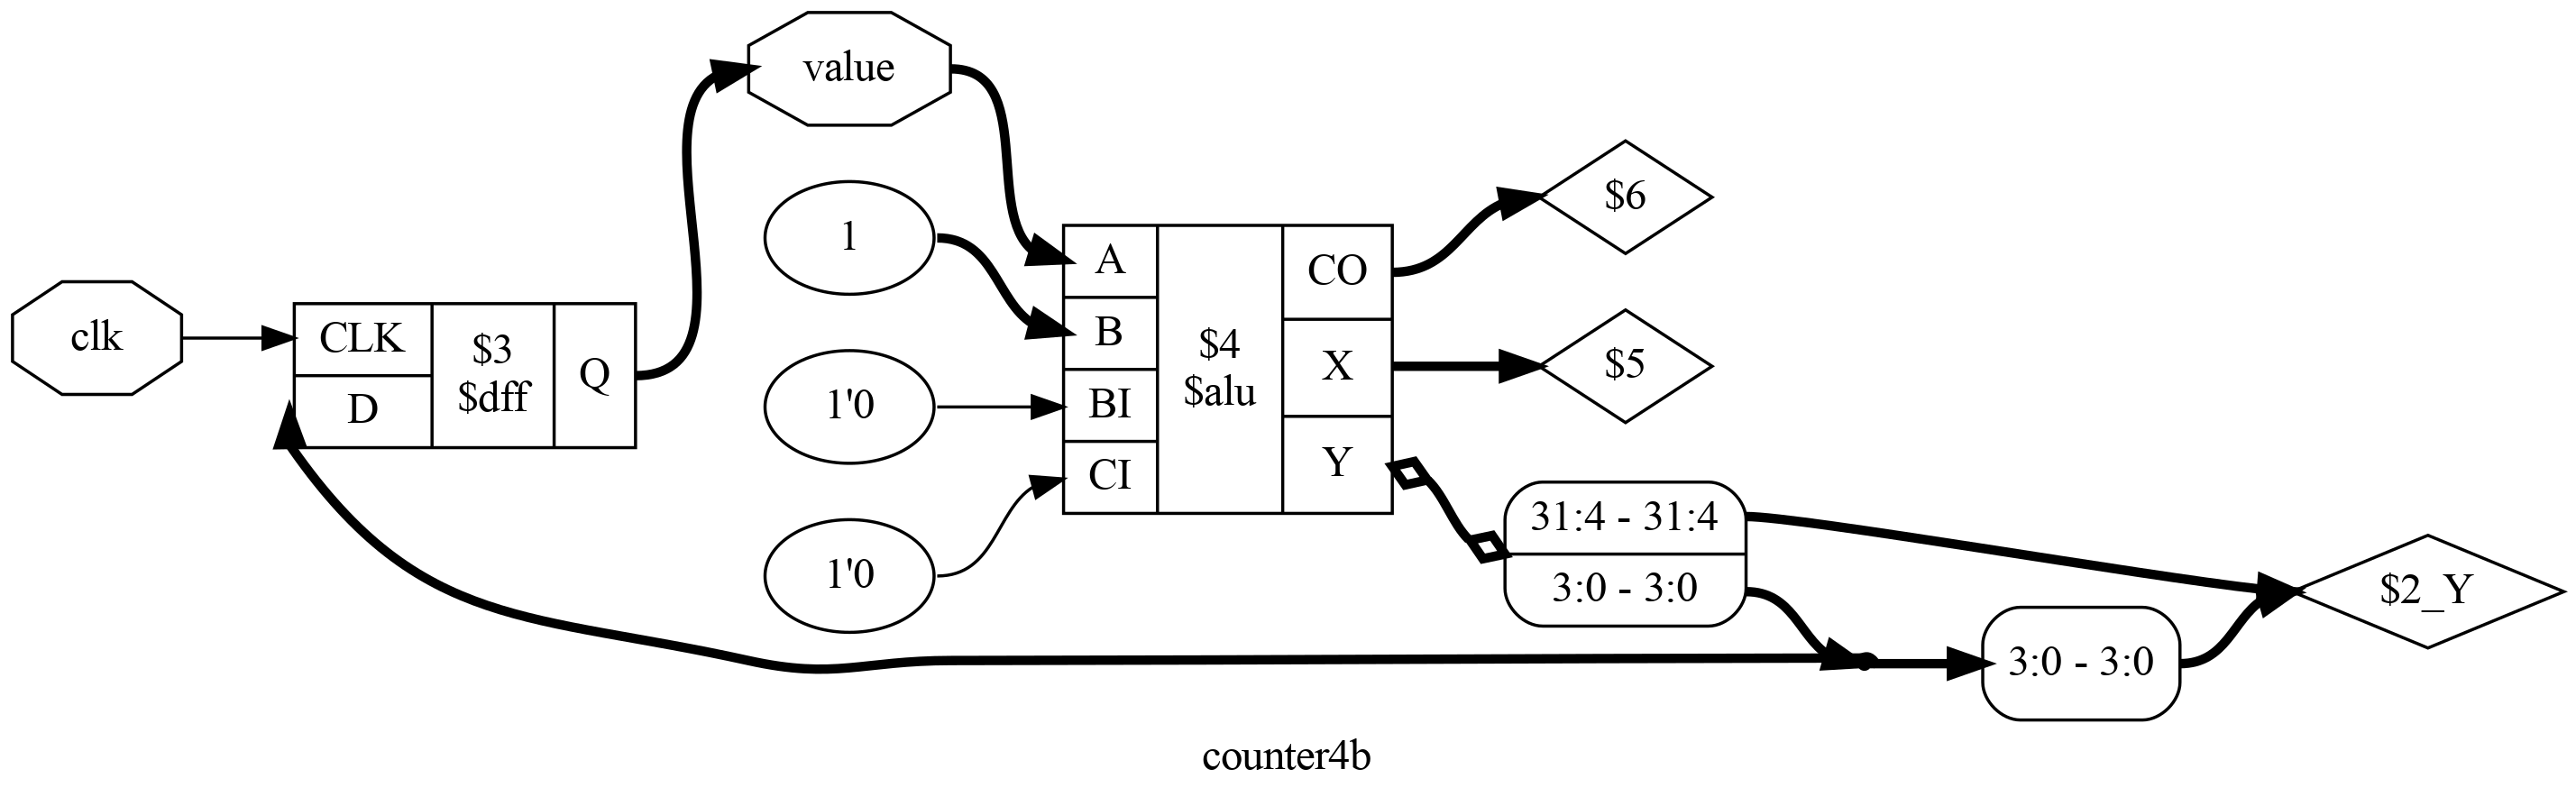 value
1
1'0
1'0
clk
CLK
D
$3
$dff
Q
A
B
BI
CI
$4
$alu
CO
X
Y
$6
$5
31:4 - 31:4
3:0 - 3:0
3:0 - 3:0
$2_Y
counter4b